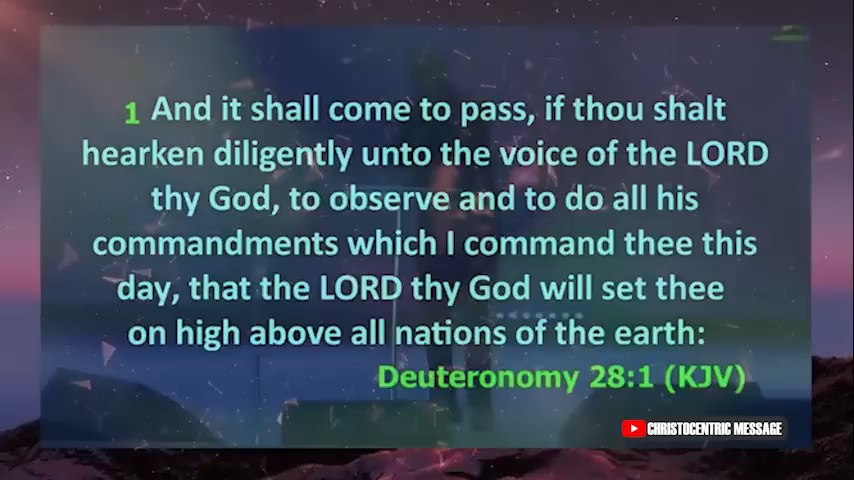 1 And it shall come to pass, if thou shalt
hearken diligently unto the voice of the LORD
thy God, to observe and to do all his
commandments which I command thee this
day, that the LORD thy God will set thee
on high above all nations of the earth:
Deuteronomy 28:1 (KJV)
CHRISTOCENTRIC MESSAGE